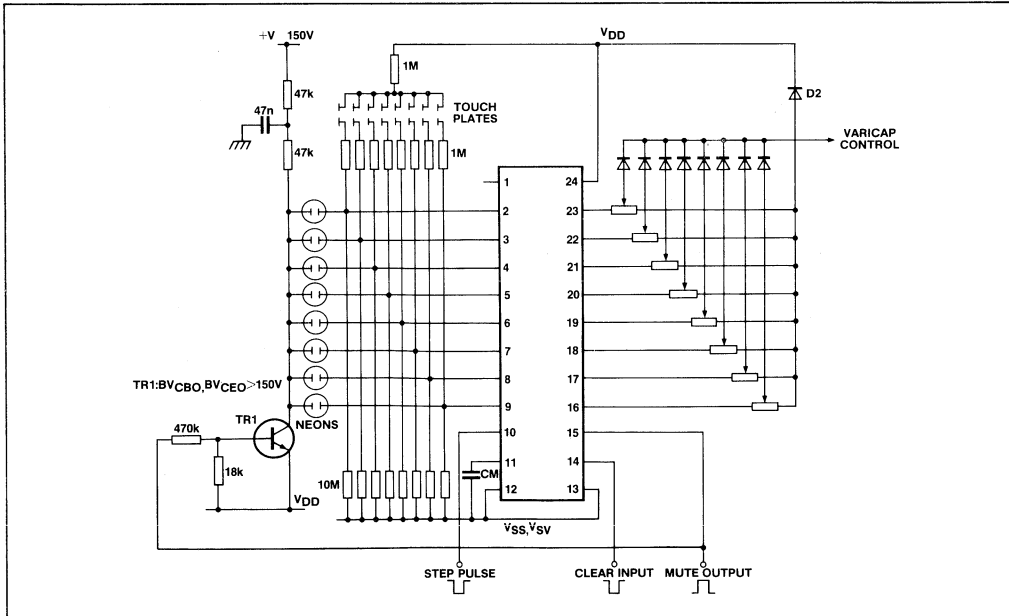 +V 150V
VDD
1M
47k
D2
47n
TOUCH
PLATES
VARICAP
CONTROL
47k
1M
1
24
2
23
3
22
4
21
5
20
6
19
7
18
8
17
TR1:BVCBO,BVCEO>150V
9
16
NEONS
TR1
470k
10
15
18k
11
CM
14
10M
12
13
VDD
VSS,VSV
STEP PULSE
CLEAR INPUT
MUTE OUTPUT